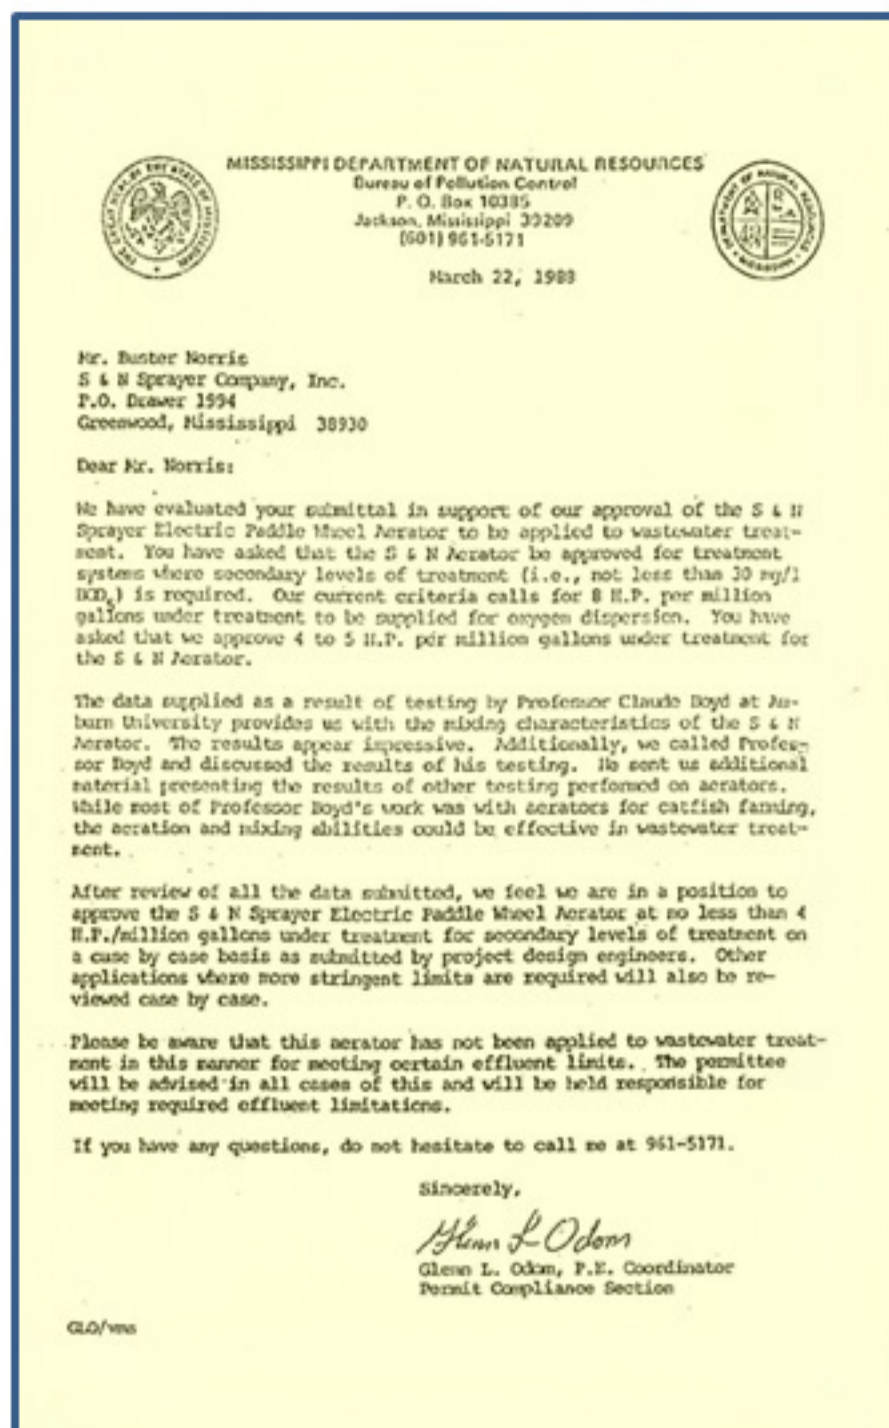 MISSISSIPPI DEPARTMENT OF NATURAL RESOURCES
Bureau of Pollution Control
P. O. Box 10385
Jackson, Mississippi 39209
(601) 961-5171
THE GREAT SEAL OF THE STATE OF MISSISSIPPI
DEPARTMENT OF NATURAL RESOURCES
MISSISSIPPI
March 22, 1988
Mr. Buster Norris
S & N Sprayer Company, Inc.
P.O. Drawer 1994
Greenwood, Mississippi 38930
Dear Mr. Norris:
We have evaluated your submittal in support of our approval of the S & N
Sprayer Electric Paddle Wheel Aerator to be applied to wastewater treat-
ment. You have asked that the S & N Aerator be approved for treatment
systems where secondary levels of treatment (i.e., not less than 30 mg/l
BOD₅) is required. Our current criteria calls for 8 H.P. per million
gallons under treatment to be supplied for oxygen dispersion. You have
asked that we approve 4 to 5 H.P. per million gallons under treatment for
the S & N Aerator.
The data supplied as a result of testing by Professor Claude Boyd at Au-
burn University provides us with the mixing characteristics of the S & N
Aerator. The results appear impressive. Additionally, we called Profes-
sor Boyd and discussed the results of his testing. He sent us additional
material presenting the results of other testing performed on aerators.
While most of Professor Boyd's work was with aerators for catfish faming,
the aeration and mixing abilities could be effective in wastewater treat-
ment.
After review of all the data submitted, we feel we are in a position to
approve the S & N Sprayer Electric Paddle Wheel Aerator at no less than 4
H.P./million gallons under treatment for secondary levels of treatment on
a case by case basis as submitted by project design engineers. Other
applications where more stringent limits are required will also be re-
viewed case by case.
Please be aware that this aerator has not been applied to wastewater treat-
ment in this manner for meeting certain effluent limits. The permittee
will be advised in all cases of this and will be held responsible for
meeting required effluent limitations.
If you have any questions, do not hesitate to call me at 961-5171.
Sincerely,
Glenn L Odom
Glenn L. Odom, P.E. Coordinator
Permit Compliance Section
GLO/vms